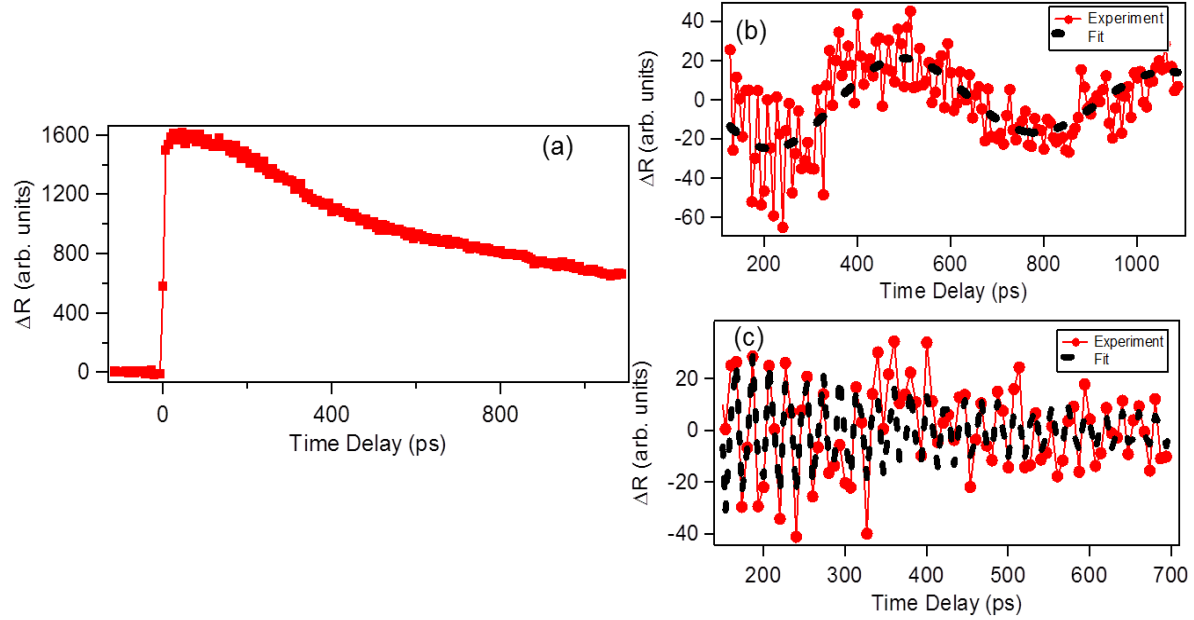 (a)
1600
1200
800
400
0
ΔR (arb. units)
0
400
800
Time Delay (ps)
(b)
Experiment
Fit
40
20
0
-20
-40
-60
ΔR (arb. units)
200
400
600
800
1000
Time Delay (ps)
(c)
Experiment
Fit
20
0
-20
-40
ΔR (arb. units)
200
300
400
500
600
700
Time Delay (ps)